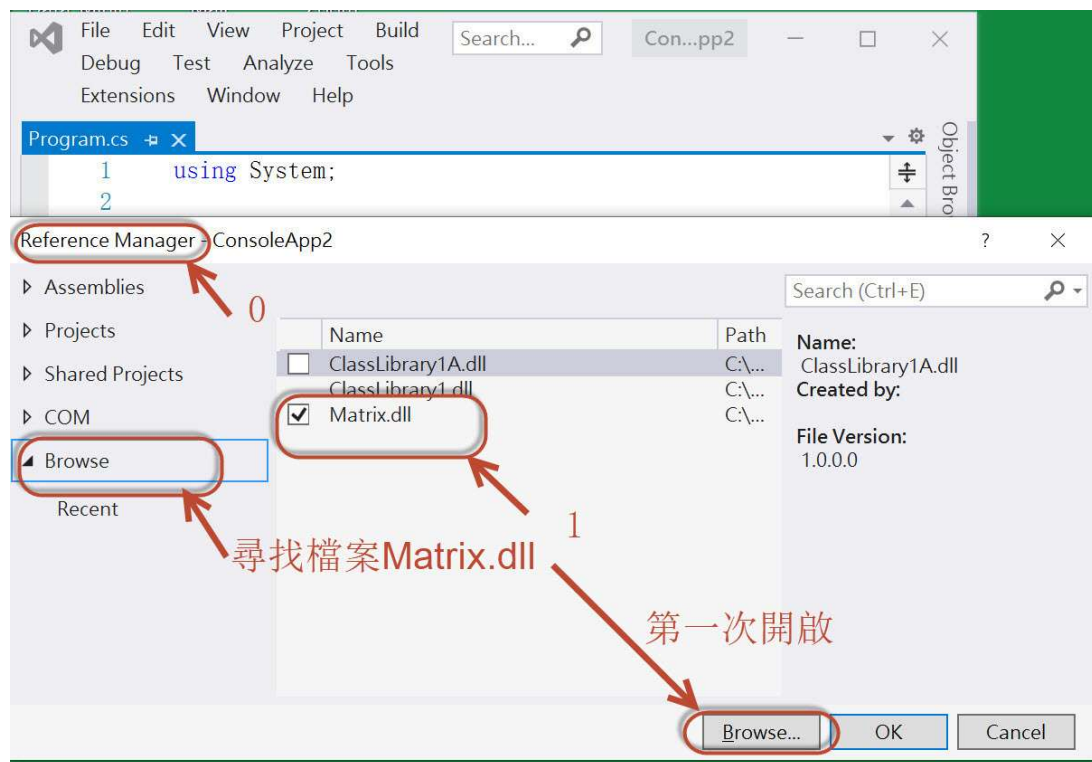 File Edit View Project Build Search... Con...pp2
Debug Test Analyze Tools
Extensions Window Help
Program.cs
Object Bro
1 using System;
2
Reference Manager - ConsoleApp2 ?
Assemblies
Search (Ctrl+E)
0
Projects
Name Path
Name:
ClassLibrary1A.dll C:\...
ClassLibrary1A.dll
Shared Projects
ClassLibrary1.dll C:\...
Created by:
COM
Matrix.dll C:\...
File Version:
1.0.0.0
Browse
Recent
1
尋找檔案Matrix.dll
第一次開啟
Browse... OK Cancel